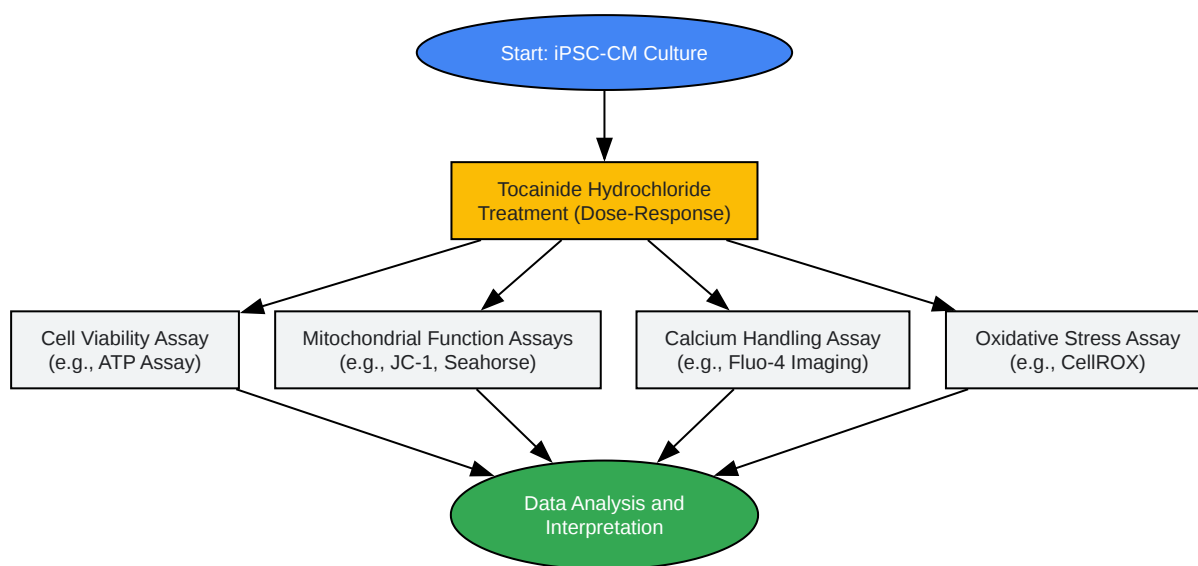 Start: iPSC-CM Culture
Tocainide Hydrochloride
Treatment (Dose-Response)
Cell Viability Assay
(e.g., ATP Assay)
Mitochondrial Function Assays
(e.g., JC-1, Seahorse)
Calcium Handling Assay
(e.g., Fluo-4 Imaging)
Oxidative Stress Assay
(e.g., CellROX)
Data Analysis and
Interpretation